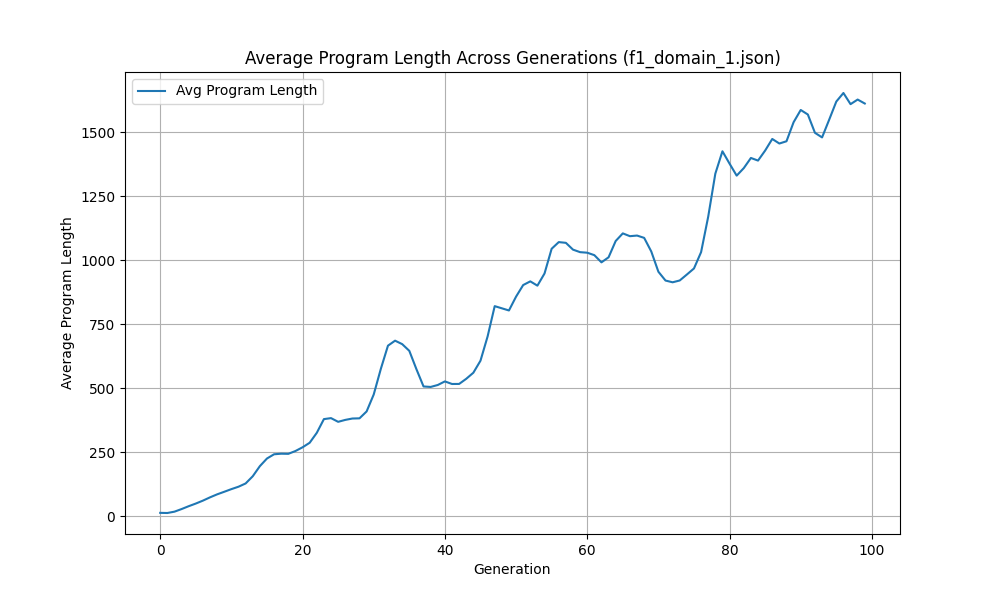 Average Program Length Across Generations (f1_domain_1.json)
Avg Program Length
1500
1250
1000
750
500
250
0
Average Program Length
0 20 40 60 80 100
Generation